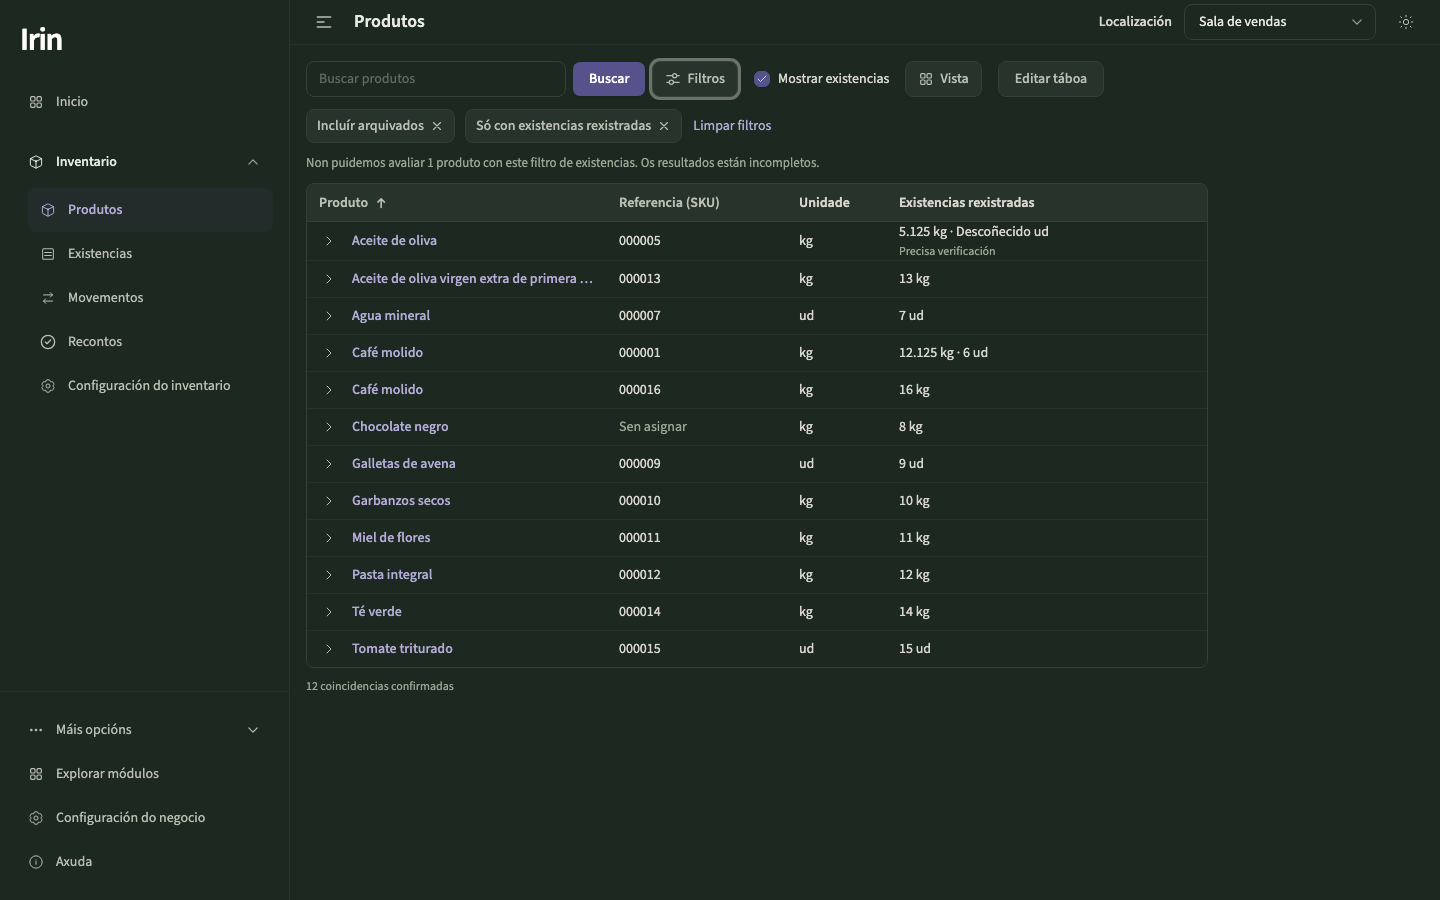 Irin
Produtos
Localización
Sala de vendas
Inicio
Inventario
Produtos
Existencias
Movementos
Recontos
Configuración do inventario
Máis opcións
Explorar módulos
Configuración do negocio
Axuda
Buscar produtos
Buscar
Filtros
Mostrar existencias
Vista
Editar táboa
Incluír arquivados
Só con existencias rexistradas
Limpar filtros
Non puidemos avaliar 1 produto con este filtro de existencias. Os resultados están incompletos.
Produto Referencia (SKU) Unidade Existencias rexistradas
Aceite de oliva 000005 kg 5.125 kg · Descoñecido ud
Precisa verificación
Aceite de oliva virgen extra de primera … 000013 kg 13 kg
Agua mineral 000007 ud 7 ud
Café molido 000001 kg 12.125 kg · 6 ud
Café molido 000016 kg 16 kg
Chocolate negro Sen asignar kg 8 kg
Galletas de avena 000009 ud 9 ud
Garbanzos secos 000010 kg 10 kg
Miel de flores 000011 kg 11 kg
Pasta integral 000012 kg 12 kg
Té verde 000014 kg 14 kg
Tomate triturado 000015 ud 15 ud
12 coincidencias confirmadas